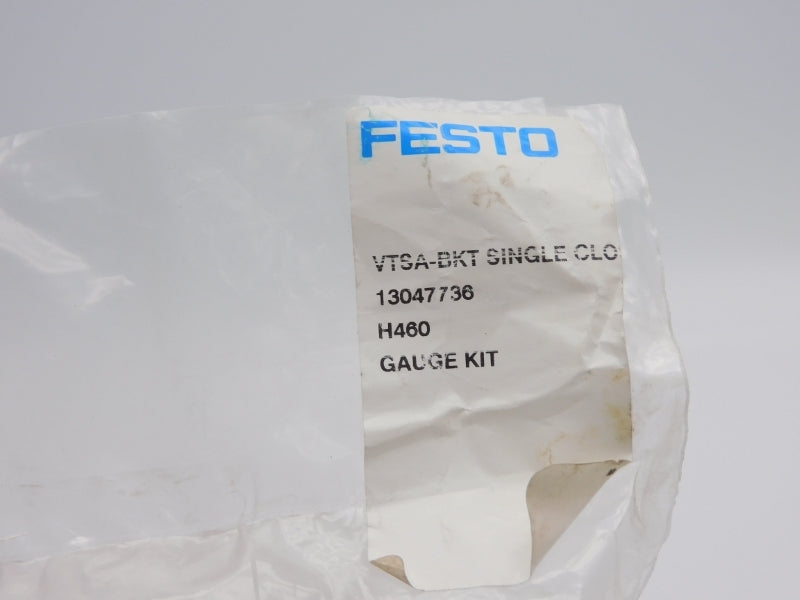 FESTO
VTSA-BKT SINGLE CLO
13047736
H460
GAUGE KIT